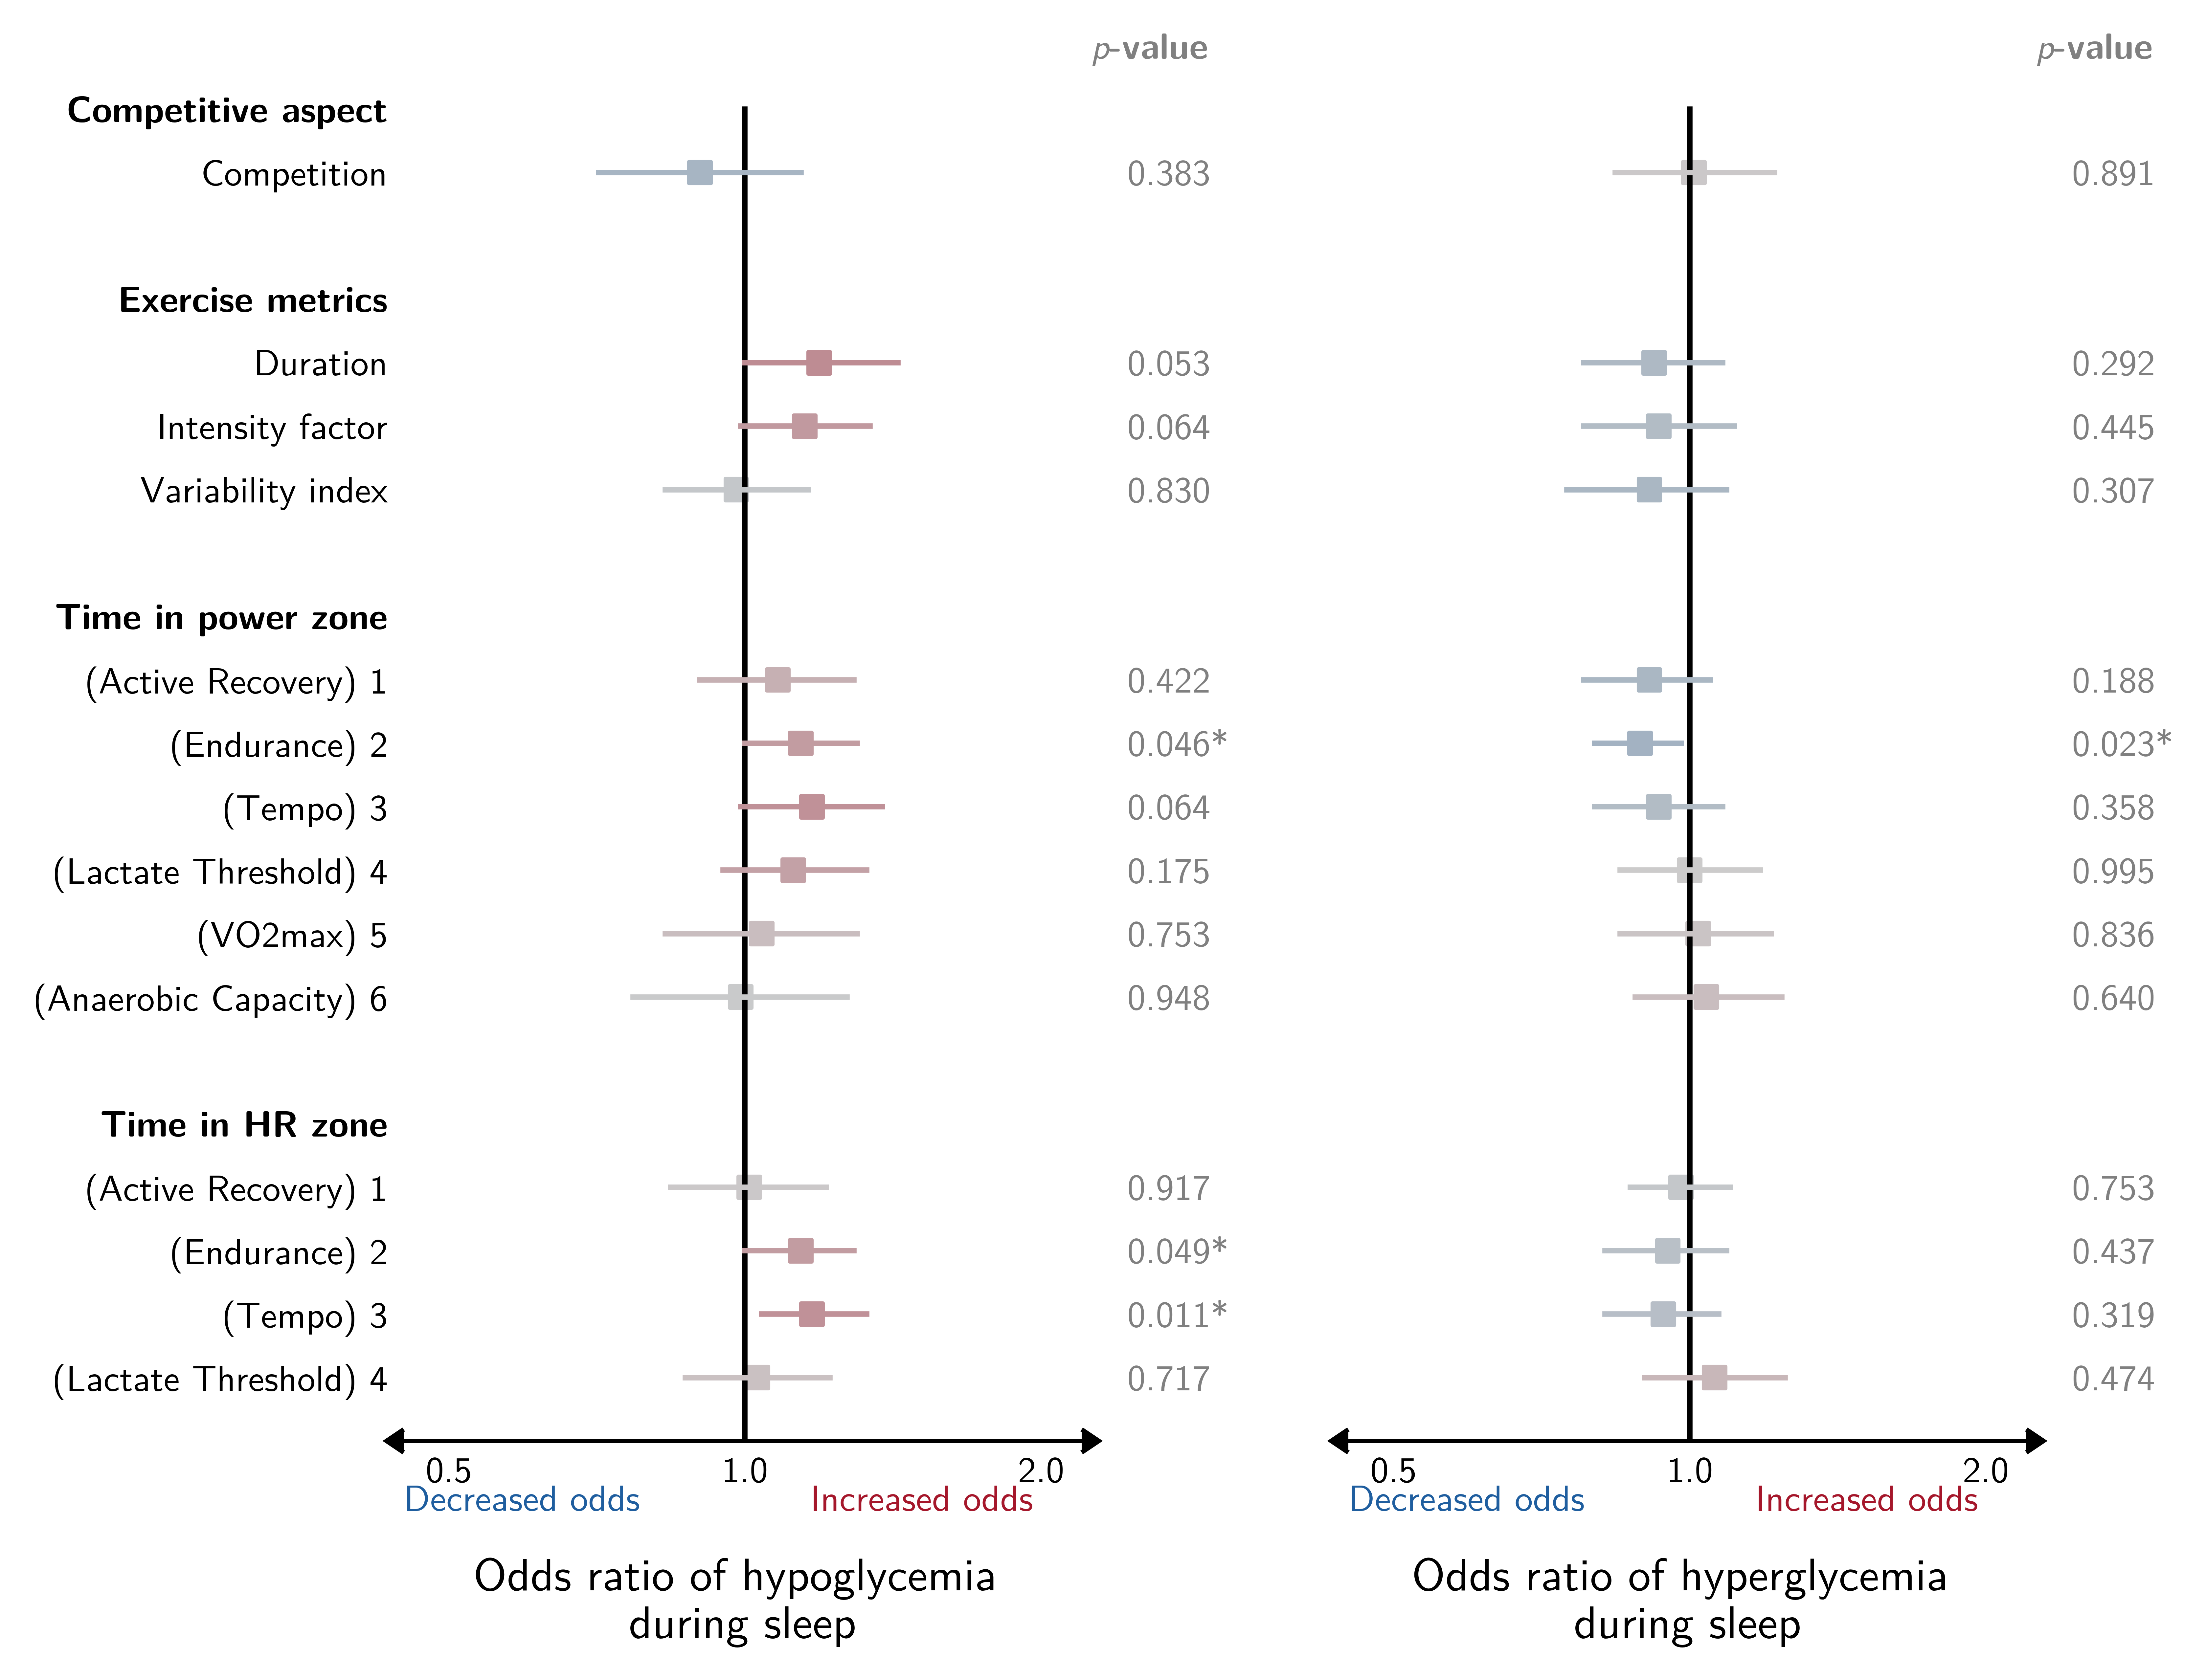 p-value p-value
Competitive aspect
Competition 0.383 0.891
Exercise metrics
Duration 0.053 0.292
Intensity factor 0.064 0.445
Variability index 0.830 0.307
Time in power zone
(Active Recovery) 1 0.422 0.188
(Endurance) 2 0.046* 0.023*
(Tempo) 3 0.064 0.358
(Lactate Threshold) 4 0.175 0.995
(VO2max) 5 0.753 0.836
(Anaerobic Capacity) 6 0.948 0.640
Time in HR zone
(Active Recovery) 1 0.917 0.753
(Endurance) 2 0.049* 0.437
(Tempo) 3 0.011* 0.319
(Lactate Threshold) 4 0.717 0.474
0.5 1.0 2.0 0.5 1.0 2.0
Decreased odds Increased odds Decreased odds Increased odds
Odds ratio of hypoglycemia
during sleep
Odds ratio of hyperglycemia
during sleep